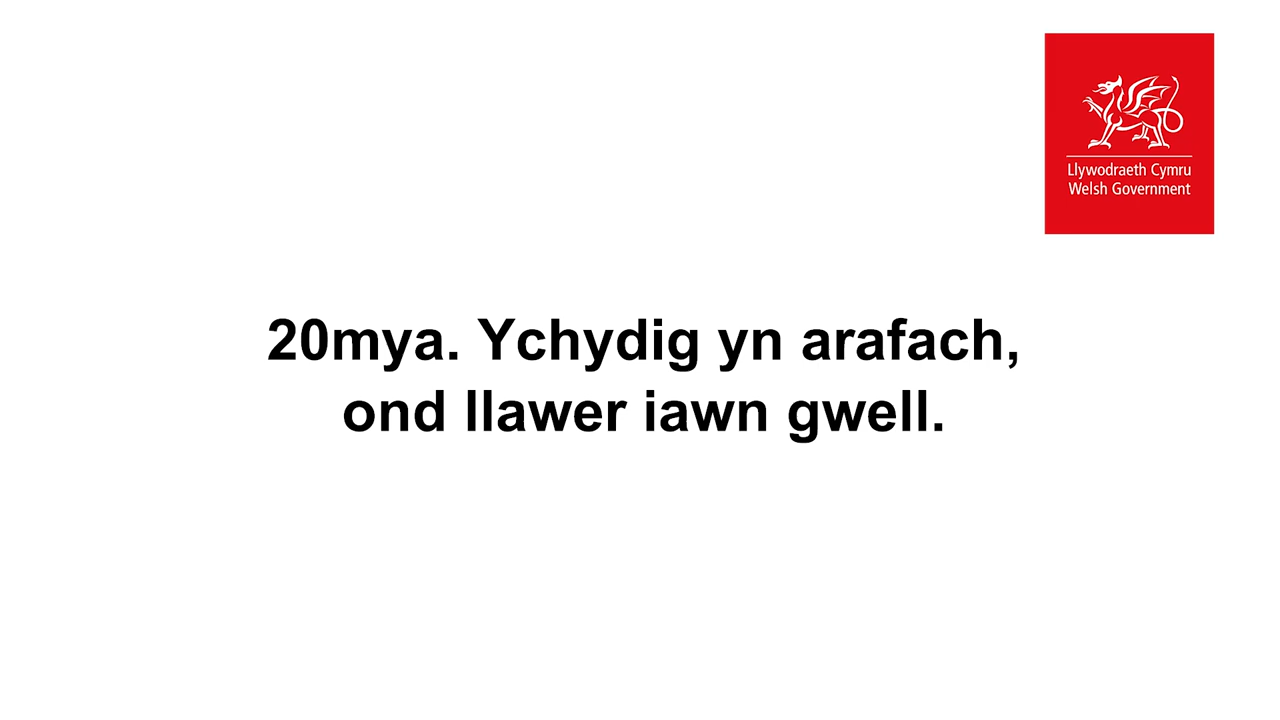 Llywodraeth Cymru
Welsh Government
20mya. Ychydig yn arafach,
ond llawer iawn gwell.